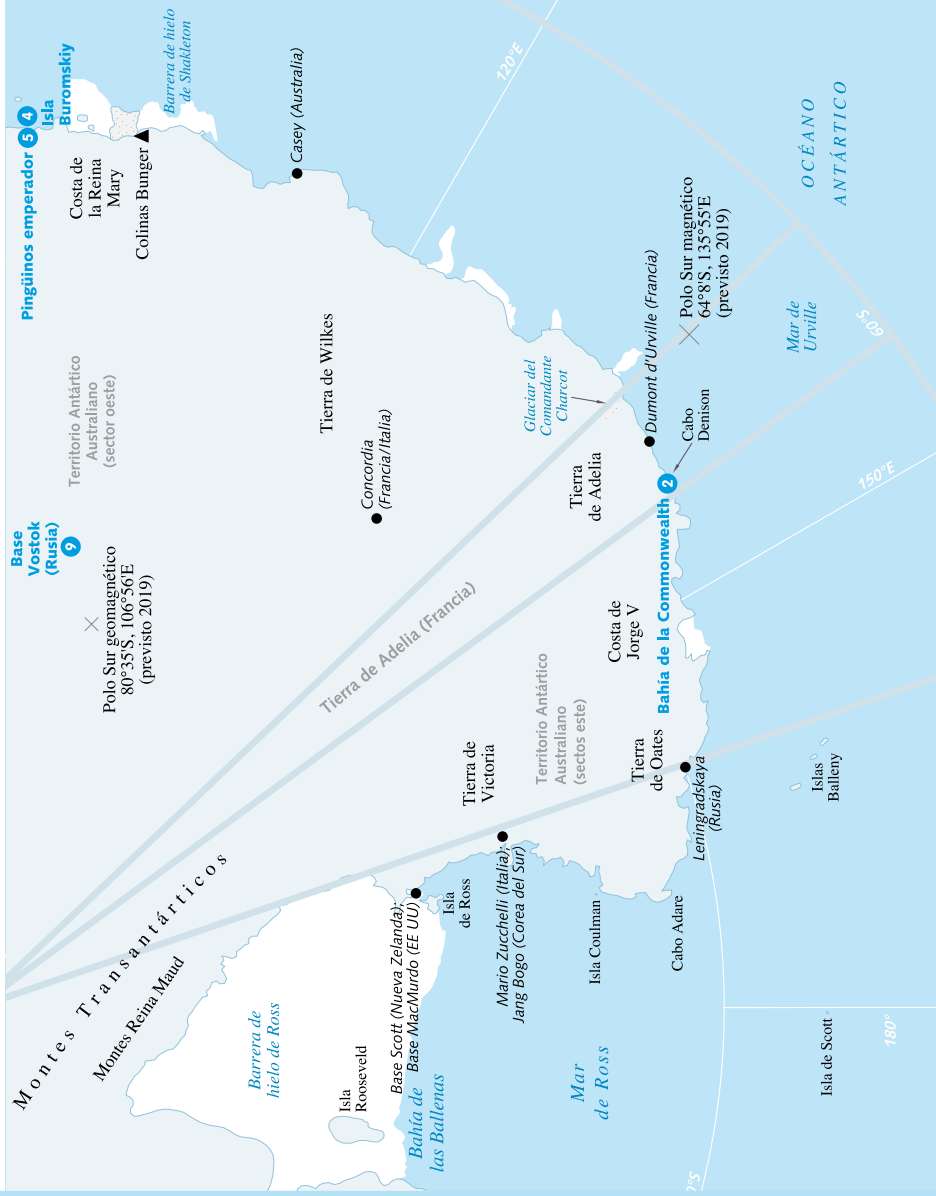 Pingüinos emperador 5 4
Isla
Buromskiy
Barrera de hielo
de Shakleton
Costa de
la Reina
Mary
Colinas Bunger
Casey (Australia)
120°E
OCÉANO
ANTÁRTICO
Territorio Antártico
Australiano
(sector oeste)
Tierra de Wilkes
Base
Vostok
(Rusia)
9
Polo Sur geomagnético
80°35'S, 106°56'E
(previsto 2019)
Concordia
(Francia/Italia)
Glaciar del
Comandante
Charcot
Dumont d'Urville (Francia)
Polo Sur magnético
64°8'S, 135°55'E
(previsto 2019)
Mar de
Urville
60°S
Tierra
de Adelia
Cabo
Denison
Bahía de la Commonwealth 2
150°E
Tierra de Adelia (Francia)
Costa de
Jorge V
Territorio Antártico
Australiano
(sectos este)
Tierra de
Victoria
Tierra
de Oates
Leningradskaya
(Rusia)
Islas
Balleny
Montes Transantárticos
Montes Reina Maud
Barrera de
hielo de Ross
Isla
Rooseveld
Base Scott (Nueva Zelanda);
Base MacMurdo (EE UU)
Isla
de Ross
Mario Zucchelli (Italia);
Jang Bogo (Corea del Sur)
Isla Coulman
Cabo Adare
Bahía de
las Ballenas
Mar
de Ross
Isla de Scott
180°
0°S